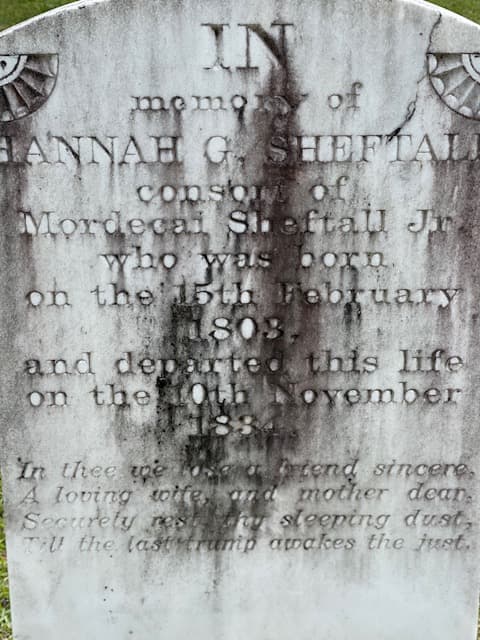 IN
memory of
HANNAH G. SHEFTALL
consort of
Mordecai Sheftall Jr.
who was born
on the 15th February
1803,
and departed this life
on the 10th November
1834.
In thee we lose a friend sincere,
A loving wife, and mother dear,
Securely rest thy sleeping dust,
Till the last trump awakes the just.